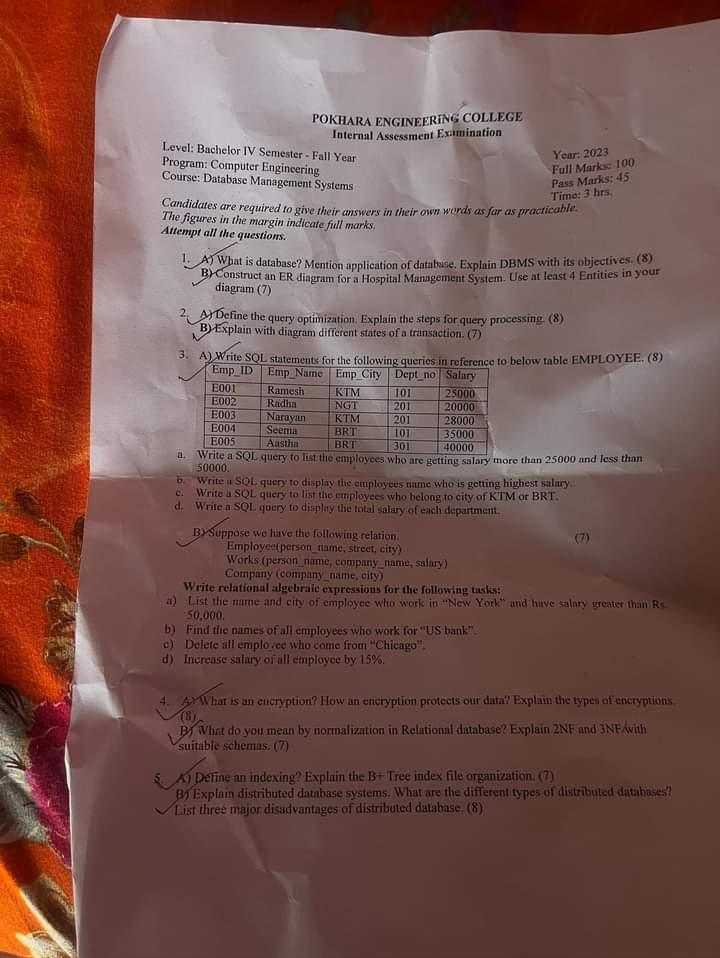 POKHARA ENGINEERING COLLEGE
Internal Assessment Examination
Level: Bachelor IV Semester - Fall Year
Year: 2023
Program: Computer Engineering
Full Marks: 100
Course: Database Management Systems
Pass Marks: 45
Time: 3 hrs.
Candidates are required to give their answers in their own words as far as practicable.
The figures in the margin indicate full marks.
Attempt all the questions.
1. A) What is database? Mention application of database. Explain DBMS with its objectives. (8)
B) Construct an ER diagram for a Hospital Management System. Use at least 4 Entities in your
diagram (7)
2. A) Define the query optimization. Explain the steps for query processing. (8)
B) Explain with diagram different states of a transaction. (7)
3. A) Write SQL statements for the following queries in reference to below table EMPLOYEE. (8)
Emp_ID Emp_Name Emp_City Dept_no Salary
E001 Ramesh KTM 101 25000
E002 Radha NGT 201 20000
E003 Narayan KTM 201 28000
E004 Seema BRT 101 35000
E005 Aastha BRT 301 40000
a. Write a SQL query to list the employees who are getting salary more than 25000 and less than
50000.
b. Write a SQL query to display the employees name who is getting highest salary.
c. Write a SQL query to list the employees who belong to city of KTM or BRT.
d. Write a SQL query to display the total salary of each department.
B) Suppose we have the following relation. (7)
Employee(person_name, street, city)
Works (person_name, company_name, salary)
Company (company_name, city)
Write relational algebraic expressions for the following tasks:
a) List the name and city of employee who work in “New York” and have salary greater than Rs.
50,000.
b) Find the names of all employees who work for “US bank”.
c) Delete all employee who come from “Chicago”.
d) Increase salary of all employee by 15%.
4. A) What is an encryption? How an encryption protects our data? Explain the types of encryptions.
(8)
B) What do you mean by normalization in Relational database? Explain 2NF and 3NF with
suitable schemas. (7)
5. A) Define an indexing? Explain the B+ Tree index file organization. (7)
B) Explain distributed database systems. What are the different types of distributed databases?
List three major disadvantages of distributed database. (8)